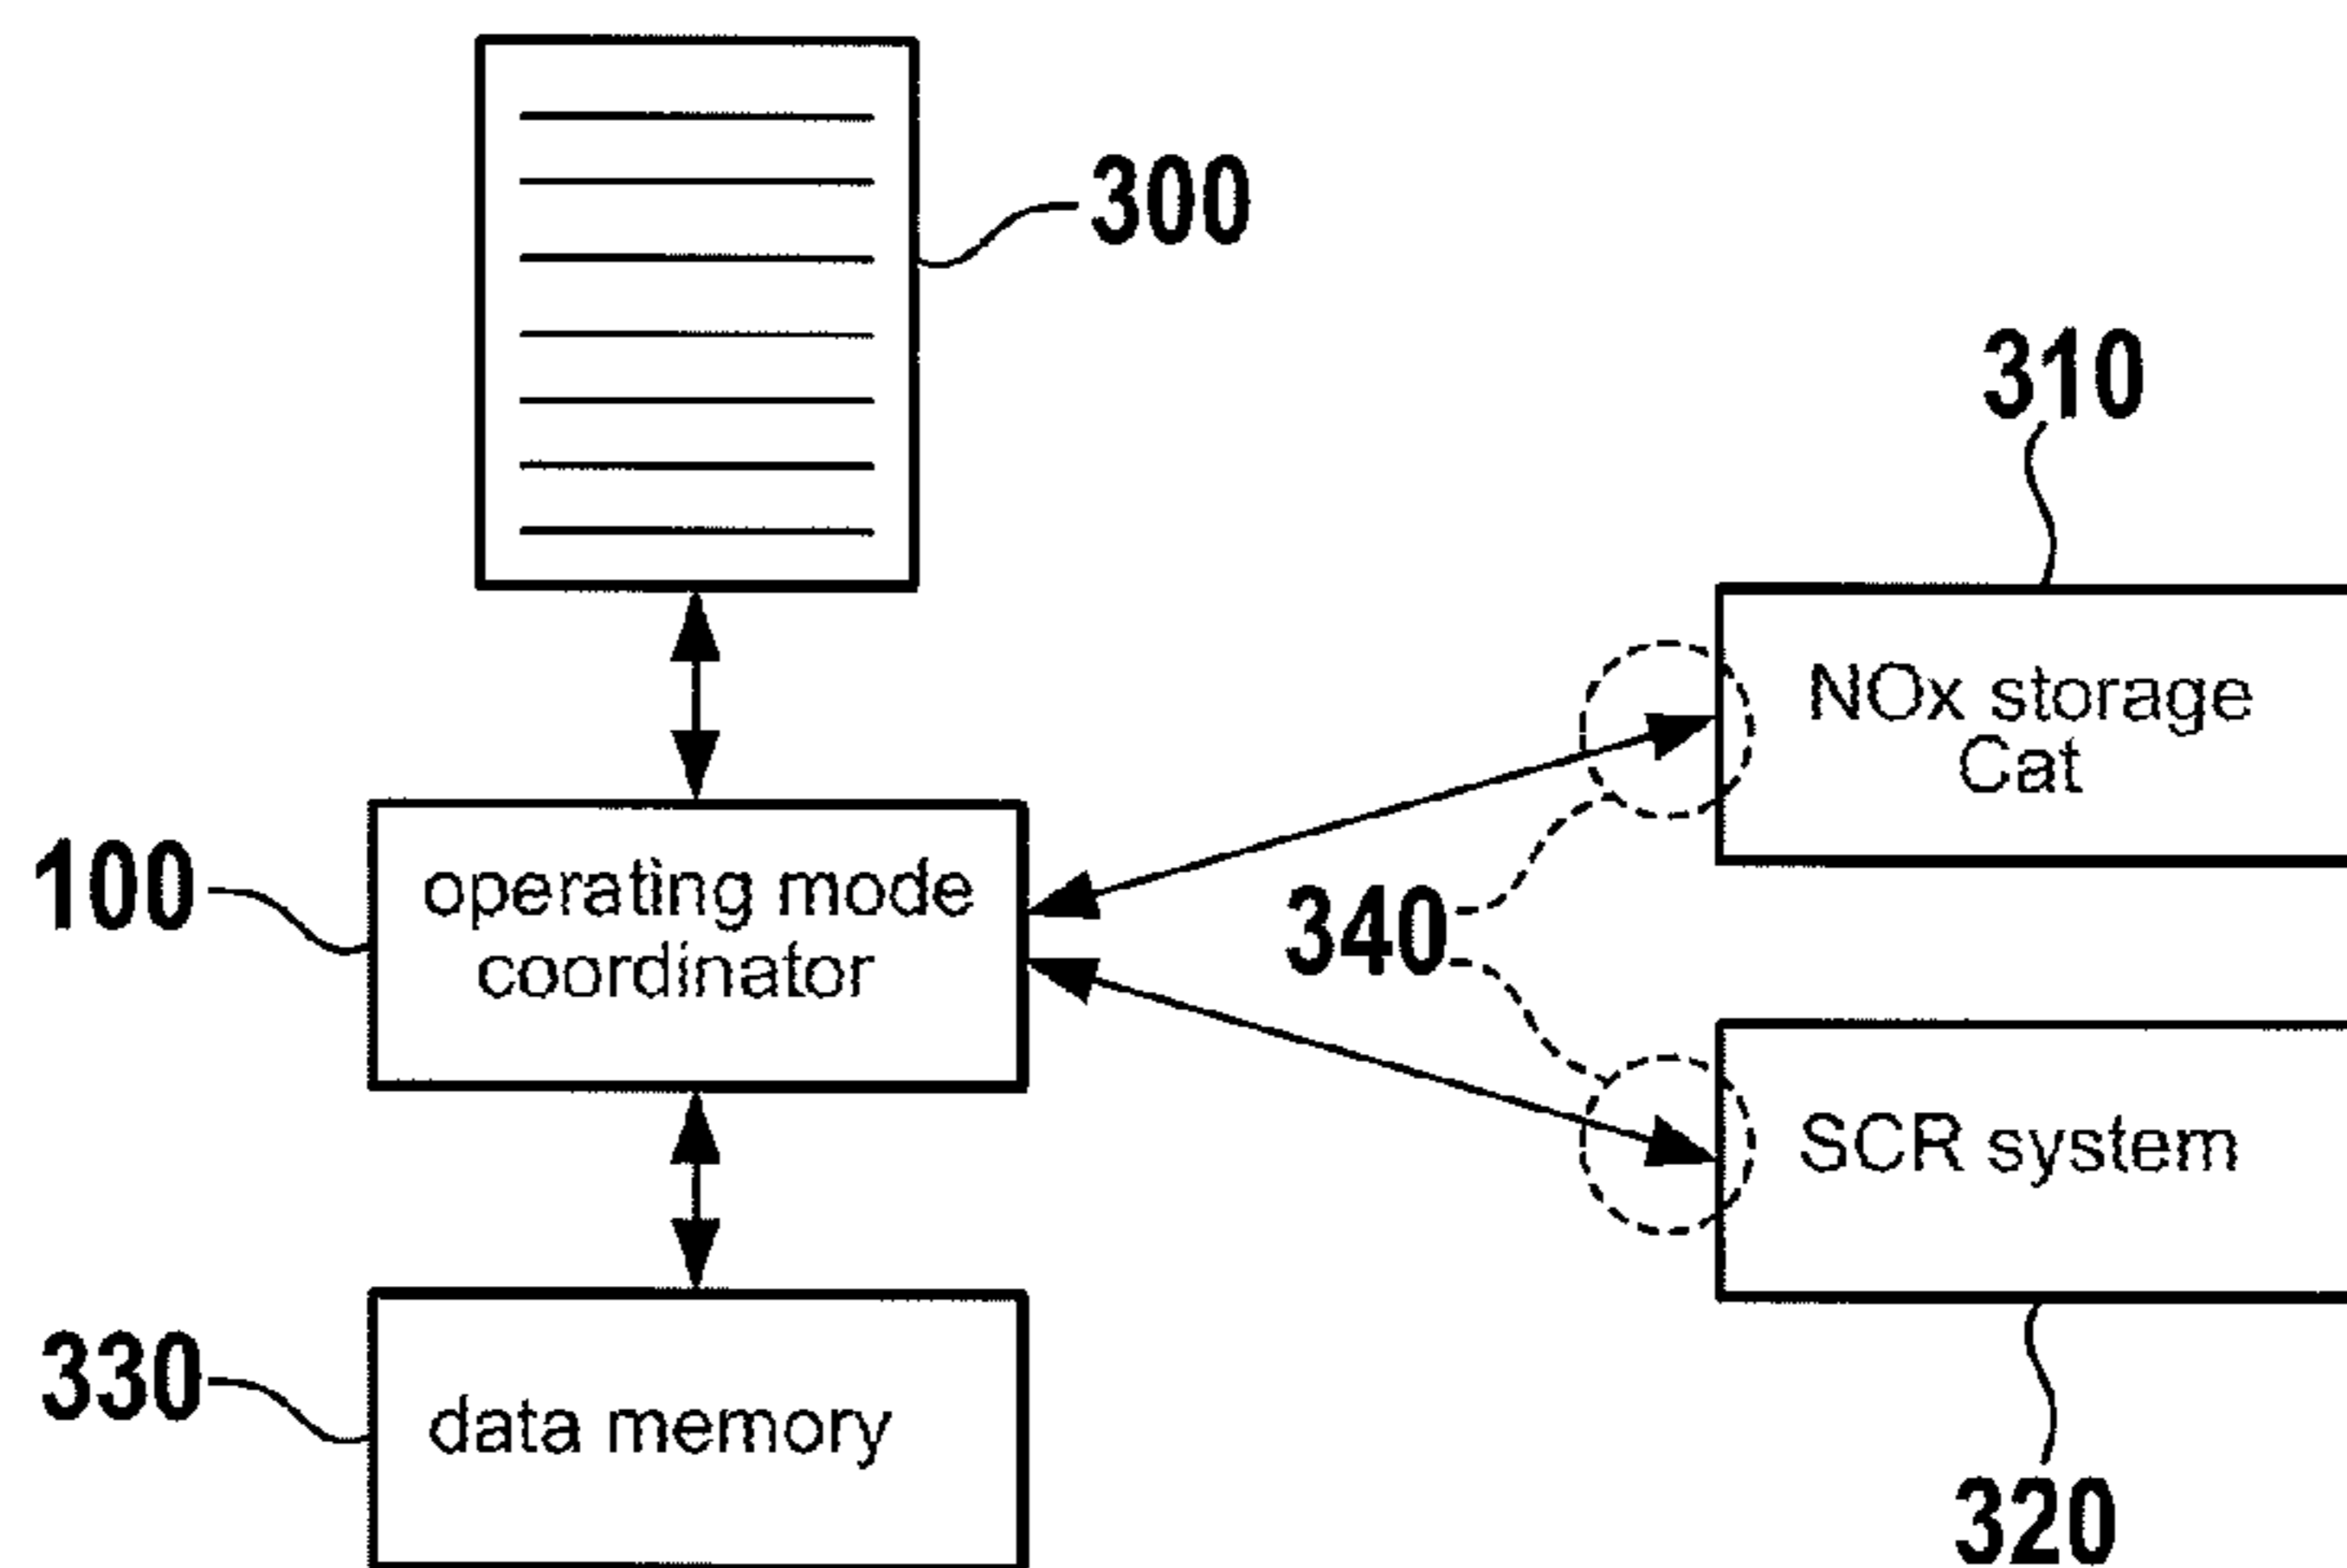 300
310
NOx storage
Cat
100
operating mode
coordinator
340
SCR system
330
data memory
320